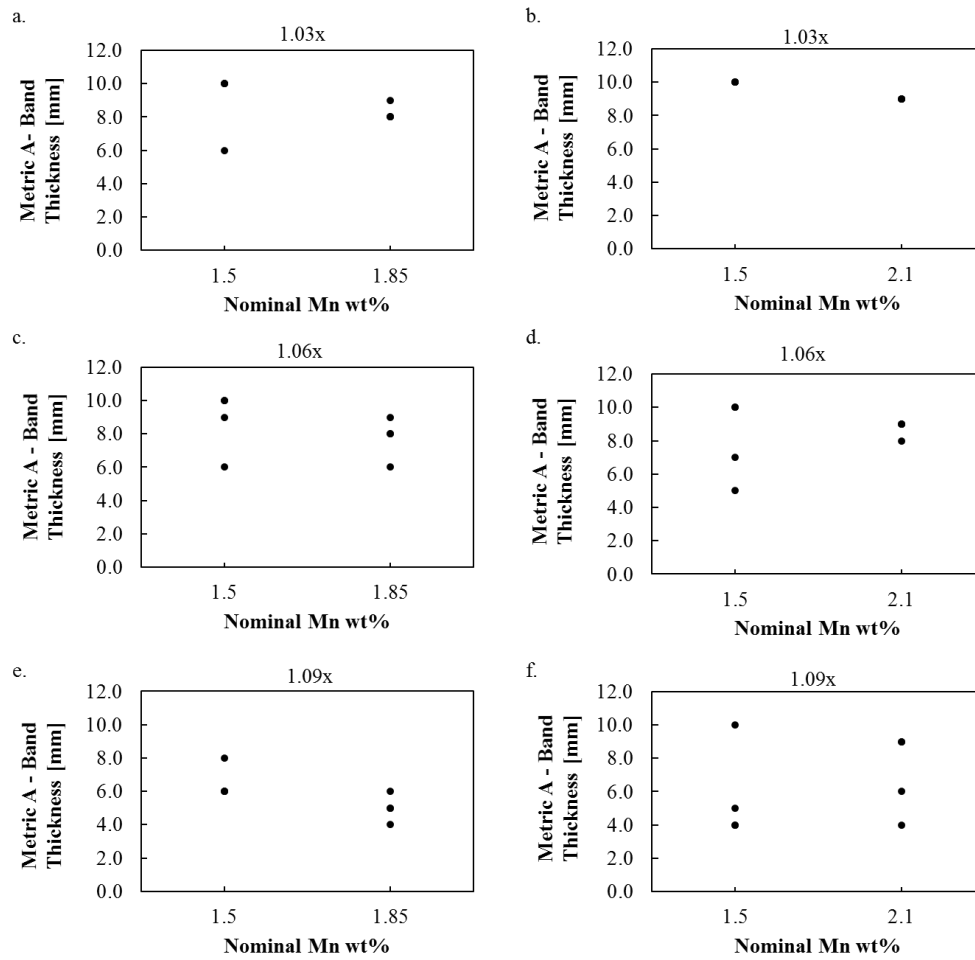 a.
1.03x
Metric A- Band
Thickness [mm]
12.0
10.0
8.0
6.0
4.0
2.0
0.0
1.5 1.85
Nominal Mn wt%
b.
1.03x
Metric A - Band
Thickness [mm]
12.0
10.0
8.0
6.0
4.0
2.0
0.0
1.5 2.1
Nominal Mn wt%
c.
1.06x
Metric A - Band
Thickness [mm]
12.0
10.0
8.0
6.0
4.0
2.0
0.0
1.5 1.85
Nominal Mn wt%
d.
1.06x
Metric A - Band
Thickness [mm]
12.0
10.0
8.0
6.0
4.0
2.0
0.0
1.5 2.1
Nominal Mn wt%
e.
1.09x
Metric A - Band
Thickness [mm]
12.0
10.0
8.0
6.0
4.0
2.0
0.0
1.5 1.85
Nominal Mn wt%
f.
1.09x
Metric A - Band
Thickness [mm]
12.0
10.0
8.0
6.0
4.0
2.0
0.0
1.5 2.1
Nominal Mn wt%